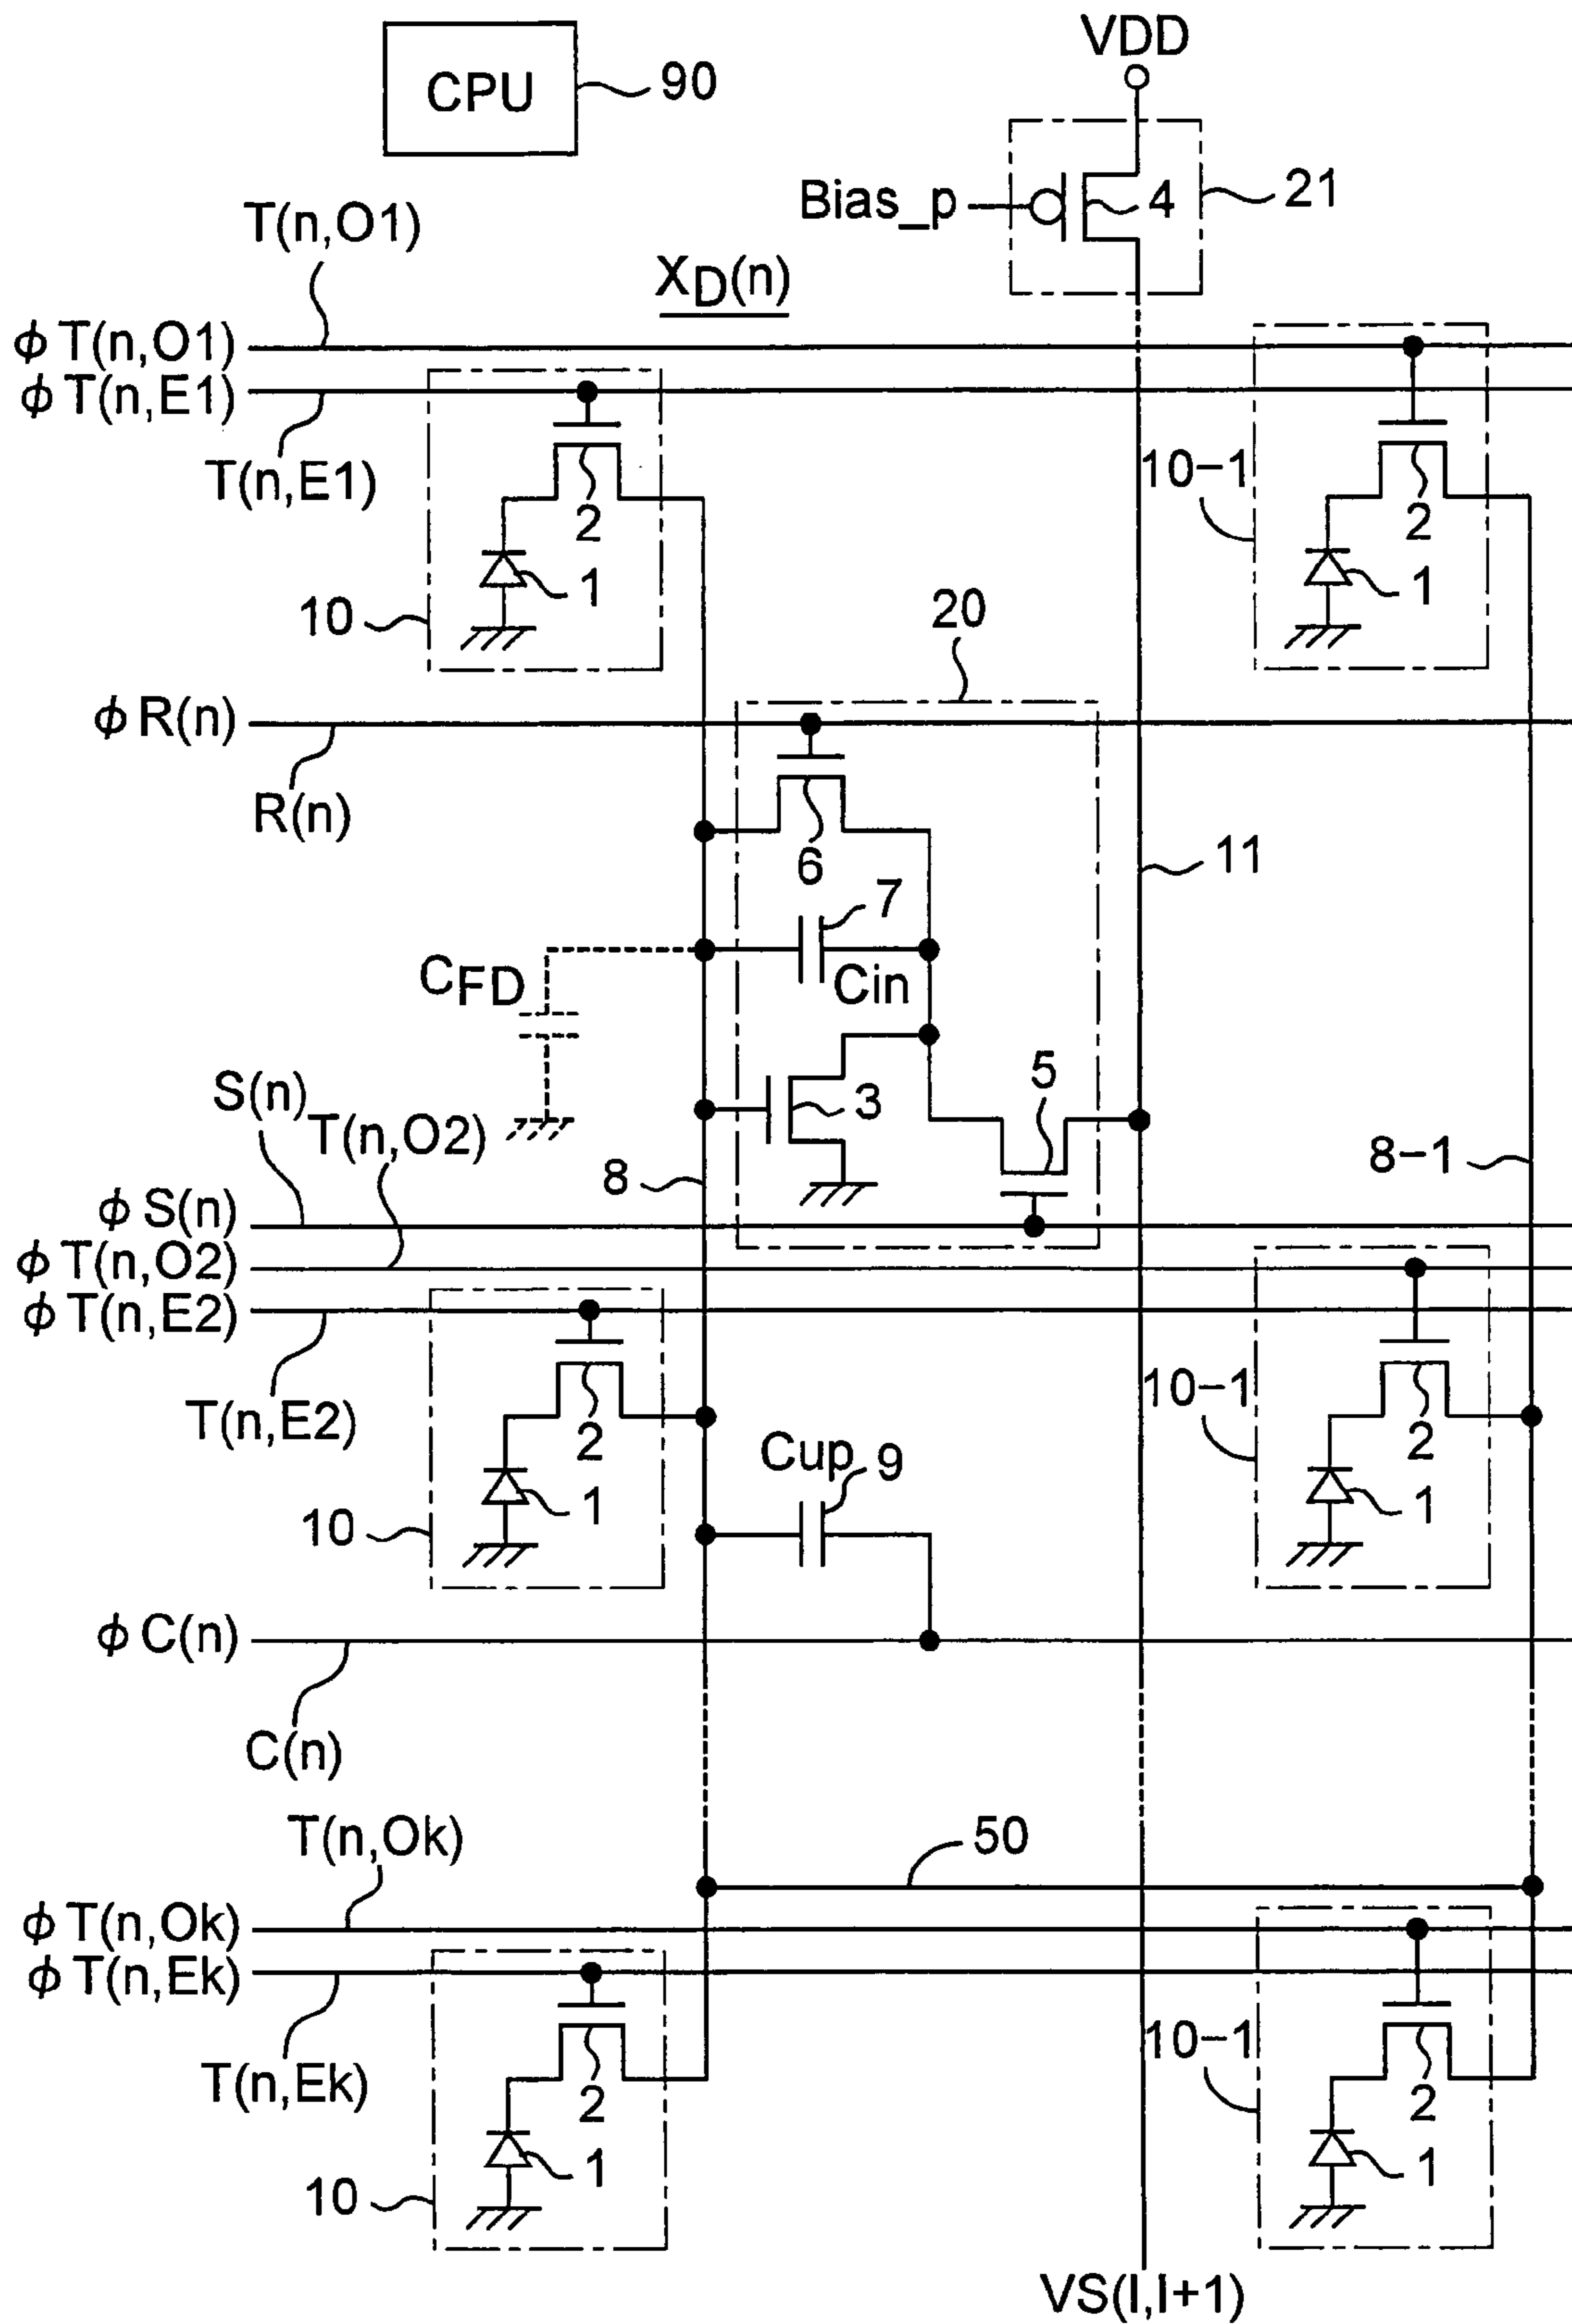 VDD
CPU
90
Bias_p
4
21
T(n,O1)
XD(n)
ϕT(n,O1)
ϕT(n,E1)
T(n,E1)
2
10-1
2
1
1
10
20
ϕR(n)
R(n)
6
11
7
CFD
Cin
5
S(n)
3
T(n,O2)
8
8-1
ϕS(n)
ϕT(n,O2)
ϕT(n,E2)
T(n,E2)
2
10-1
2
Cup
9
1
1
10
ϕC(n)
C(n)
T(n,Ok)
50
ϕT(n,Ok)
ϕT(n,Ek)
10-1
T(n,Ek)
2
2
1
1
10
VS(I,I+1)